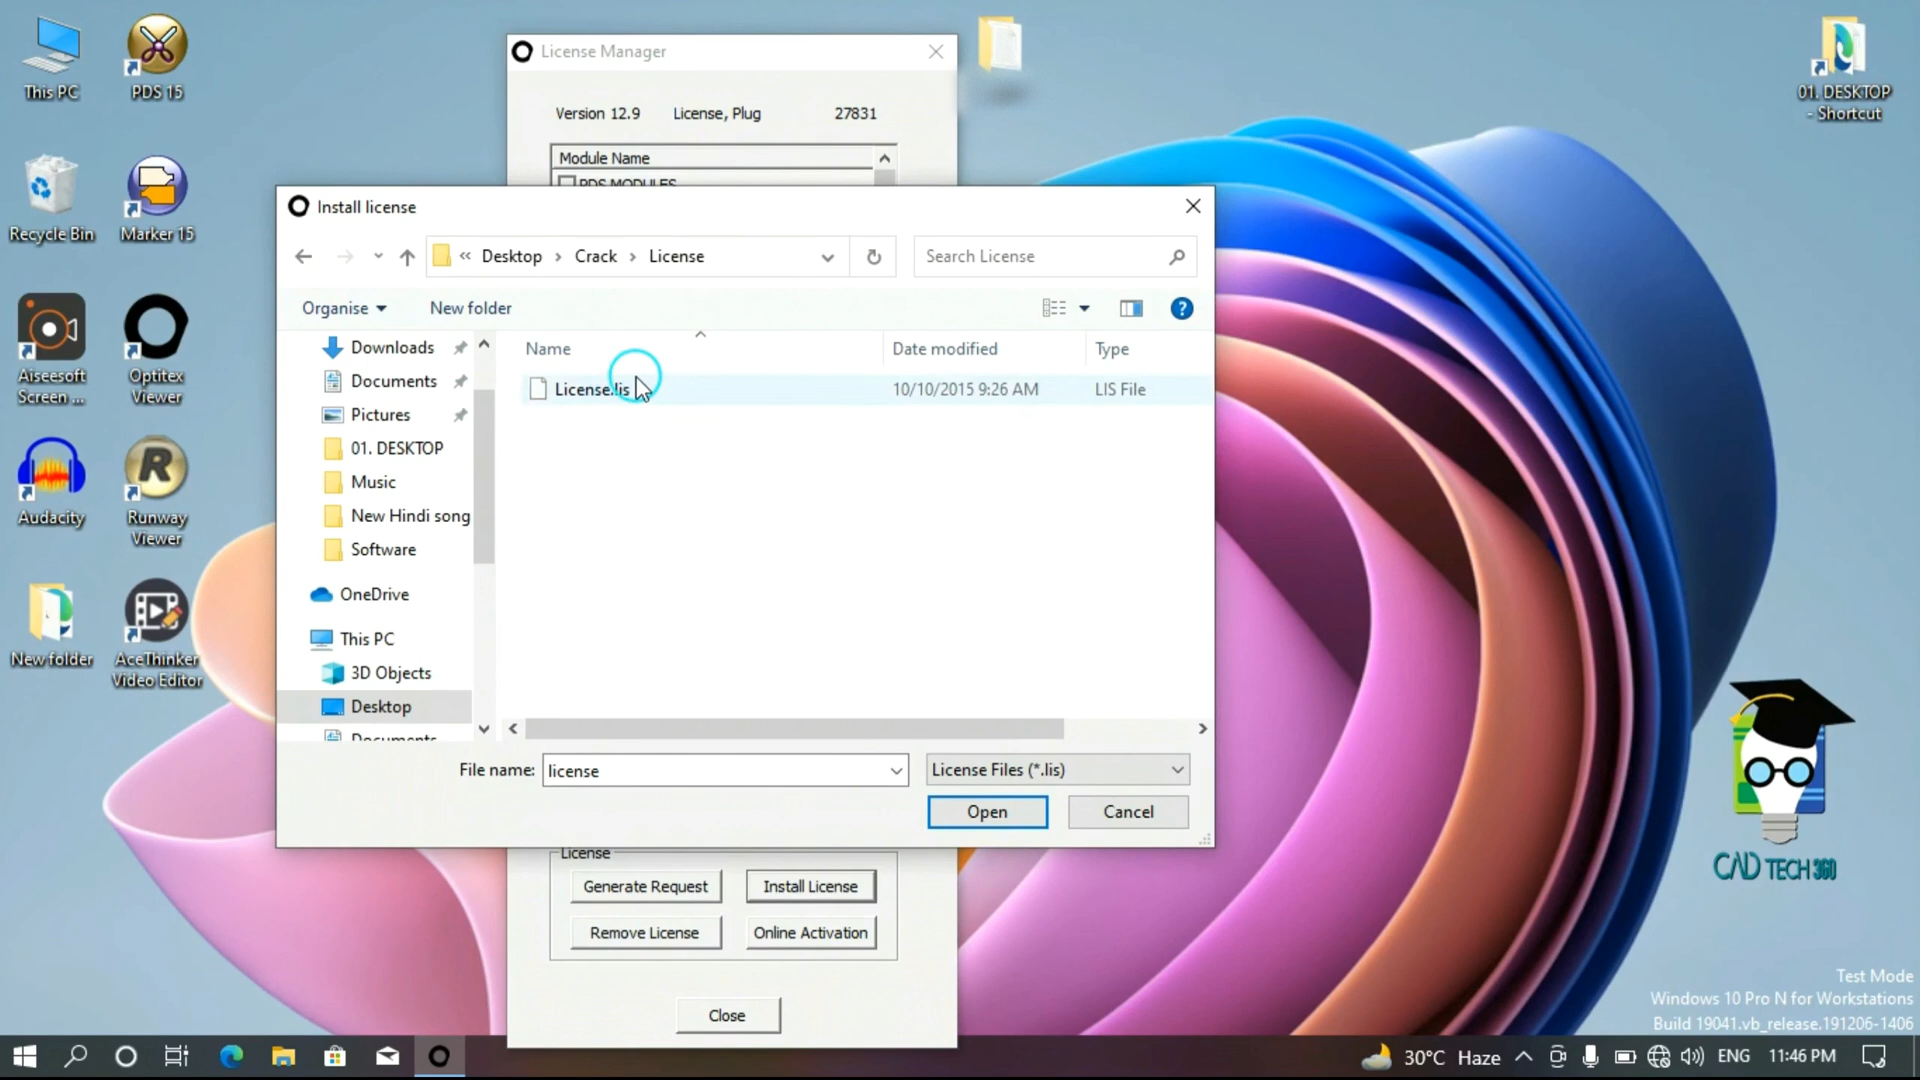 This PC
PDS 15
Recycle Bin
Marker 15
Aiseesoft
Screen ...
Optitex
Viewer
Audacity
Runway
Viewer
New folder
AceThinker
Video Editor
01. DESKTOP
- Shortcut
License Manager
Version 12.9 License, Plug 27831
Module Name
PDS MODULES
Install license
« Desktop › Crack › License
Search License
Organise
New folder
Downloads
Documents
Pictures
01. DESKTOP
Music
New Hindi song
Software
OneDrive
This PC
3D Objects
Desktop
Documents
Name Date modified Type
License.lis 10/10/2015 9:26 AM LIS File
File name: license License Files (*.lis)
Open Cancel
License
Generate Request Install License
Remove License Online Activation
Close
CAD TECH 360
Test Mode
Windows 10 Pro N for Workstations
Build 19041.vb_release.191206-1406
30°C Haze ENG 11:46 PM